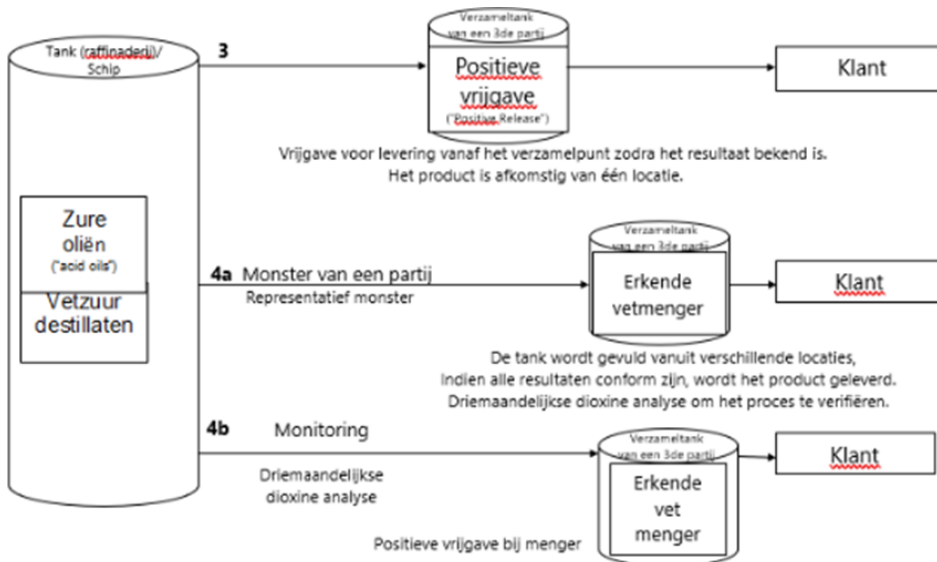 Tank (raffinaderij)/
Schip
Zure
oliën
("acid oils")
Vetzuur
destillaten
3
Verzameltank
van een 3de partij
Positieve
vrijgave
("Positive Release")
Klant
Vrijgave voor levering vanaf het verzamelpunt zodra het resultaat bekend is.
Het product is afkomstig van één locatie.
4a Monster van een partij
Representatief monster
Verzameltank
van een 3de partij
Erkende
vetmenger
Klant
De tank wordt gevuld vanuit verschillende locaties,
Indien alle resultaten conform zijn, wordt het product geleverd.
Driemaandelijkse dioxine analyse om het proces te verifiëren.
4b Monitoring
Driemaandelijkse
dioxine analyse
Verzameltank
van een 3de partij
Erkende
vet
menger
Klant
Positieve vrijgave bij menger